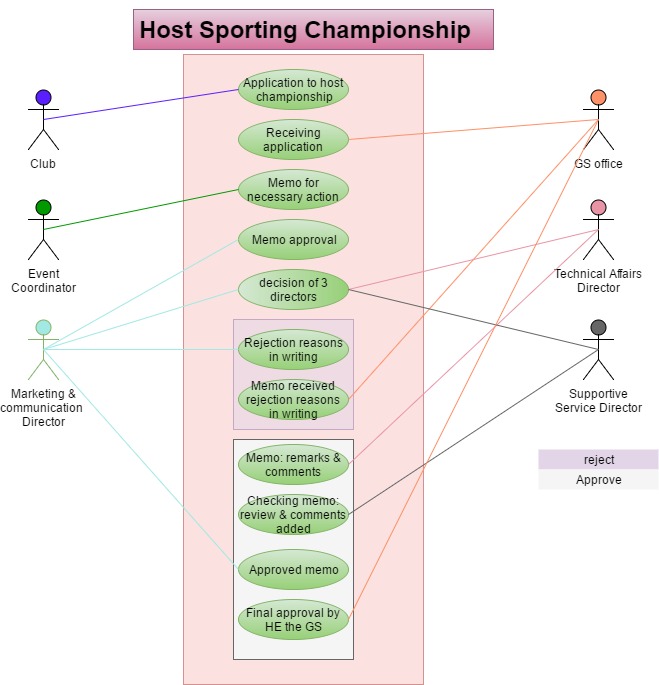 Host Sporting Championship
Application to host
championship
Receiving
application
Memo for
necessary action
Memo approval
decision of 3
directors
Rejection reasons
in writing
Memo received
rejection reasons
in writing
Memo: remarks &
comments
Checking memo:
review & comments
added
Approved memo
Final approval by
HE the GS
Club
Event
Coordinator
Marketing &
communication
Director
GS office
Technical Affairs
Director
Supportive
Service Director
reject
Approve